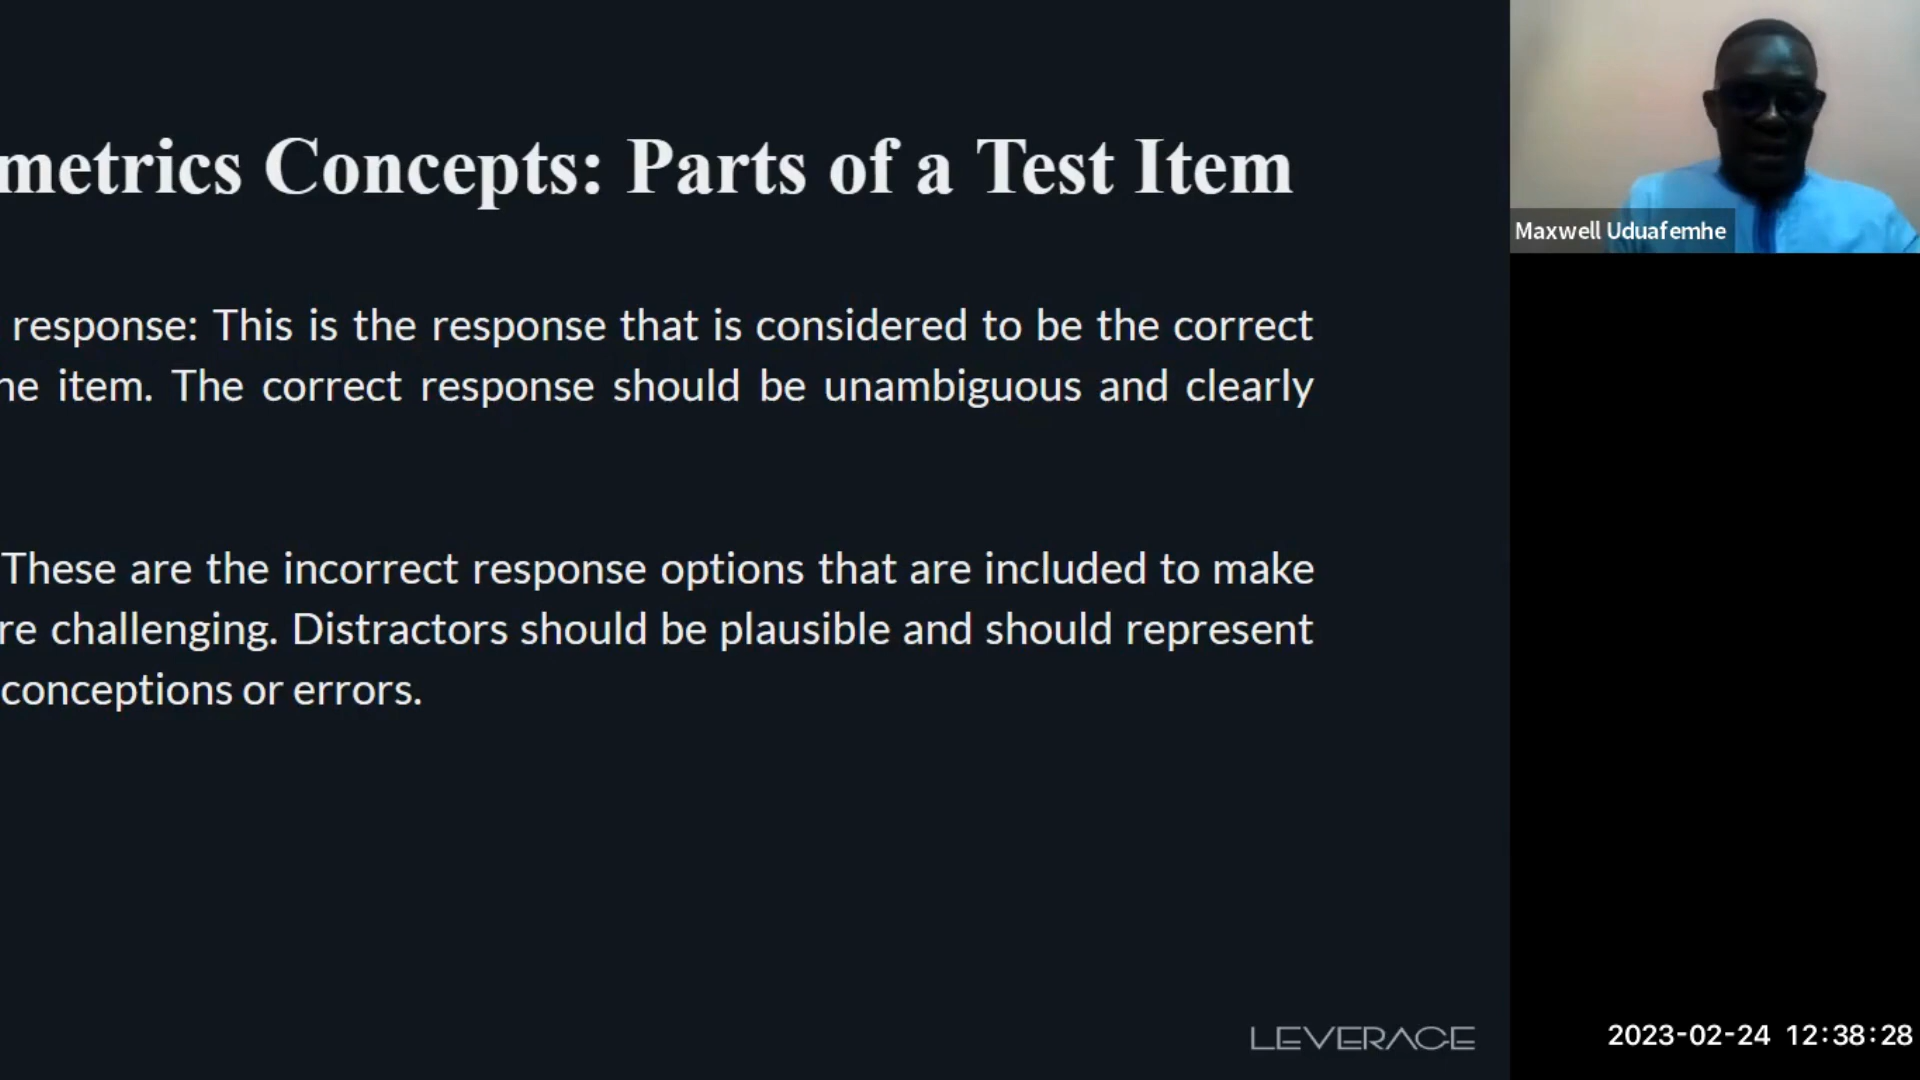 metrics Concepts: Parts of a Test Item
response: This is the response that is considered to be the correct
he item. The correct response should be unambiguous and clearly
These are the incorrect response options that are included to make
re challenging. Distractors should be plausible and should represent
conceptions or errors.
LEVERAGE
Maxwell Uduafemhe
2023-02-24 12:38:28